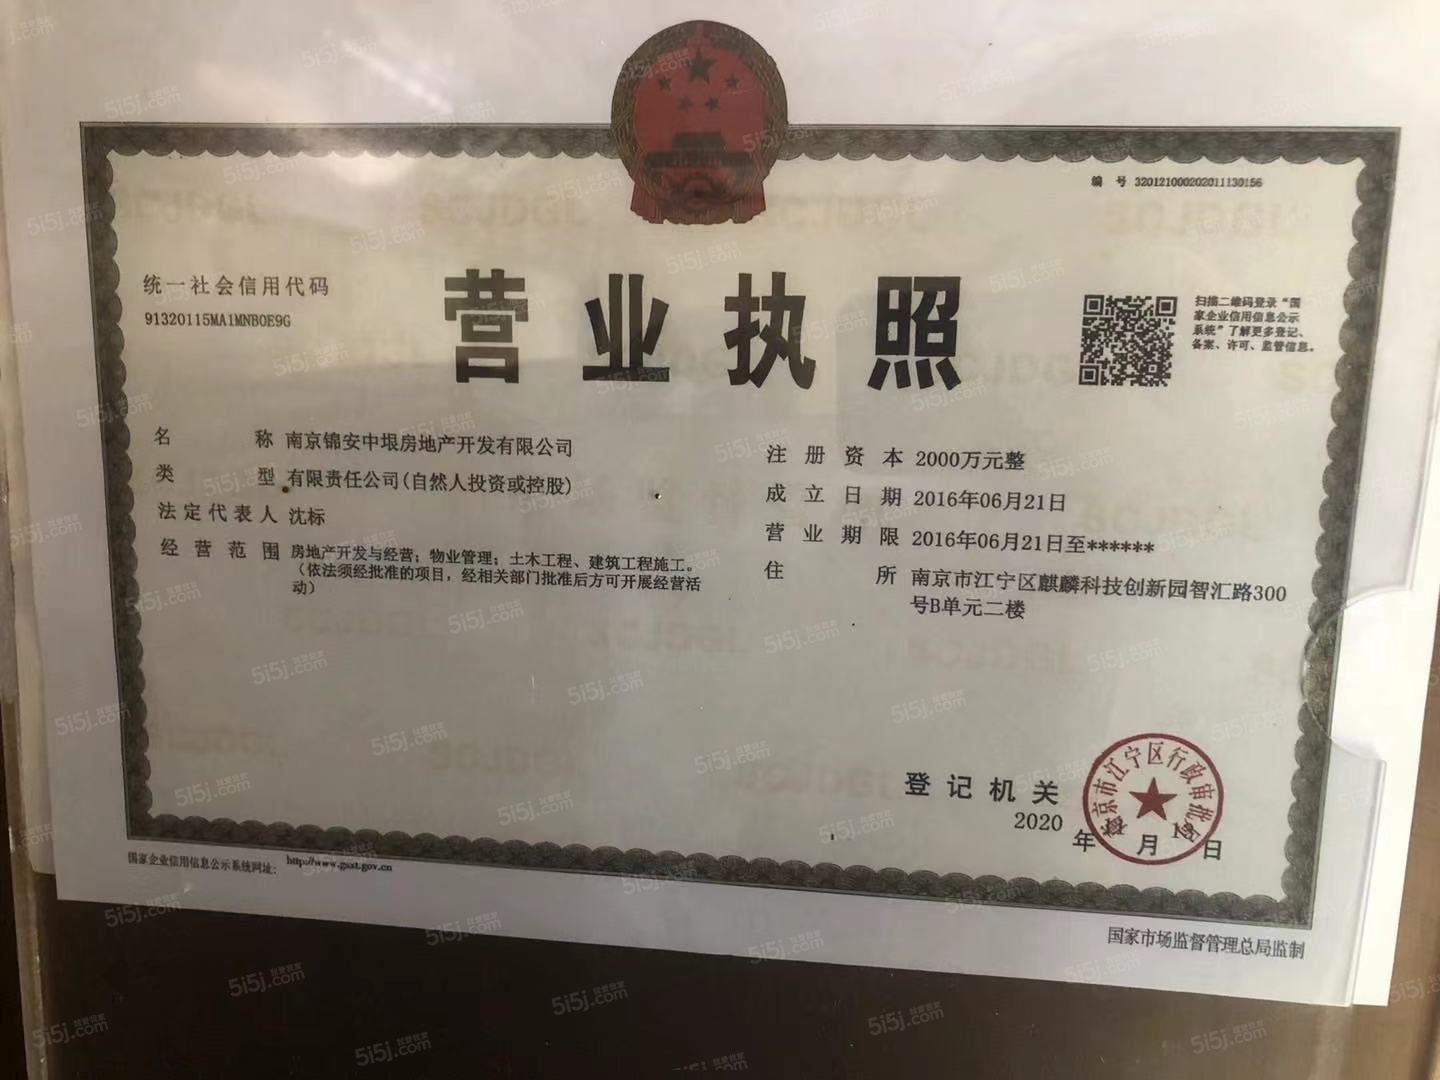 编 号 320121000202011130156
统一社会信用代码
91320115MA1MNB0E9G
营业执照
扫描二维码登录“国
家企业信用信息公示
系统”了解更多登记、
备案、许可、监管信息。
名 称 南京锦安中垠房地产开发有限公司
类 型 有限责任公司(自然人投资或控股)
法定代表人 沈标
经营范围 房地产开发与经营；物业管理；土木工程、建筑工程施工。
（依法须经批准的项目，经相关部门批准后方可开展经营活
动）
注册资本 2000万元整
成立日期 2016年06月21日
营业期限 2016年06月21日至******
住 所 南京市江宁区麒麟科技创新园智汇路300
号B单元二楼
登记机关
南京市江宁区行政审批局
2020 年 月 日
国家企业信用信息公示系统网址： http://www.gsxt.gov.cn
国家市场监督管理总局监制
5i5j.com 我爱我家